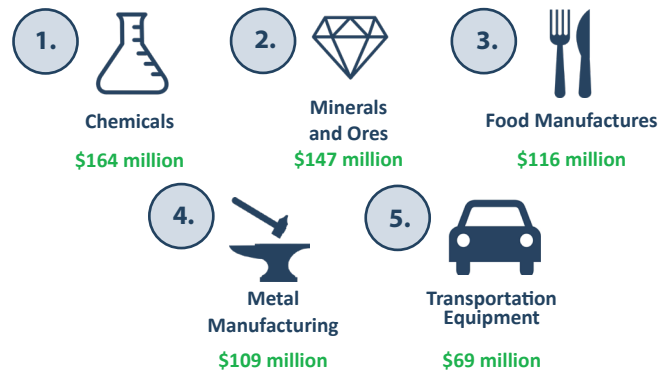 1.
Chemicals
$164 million
2.
Minerals
and Ores
$147 million
3.
Food Manufactures
$116 million
4.
Metal
Manufacturing
$109 million
5.
Transportation
Equipment
$69 million